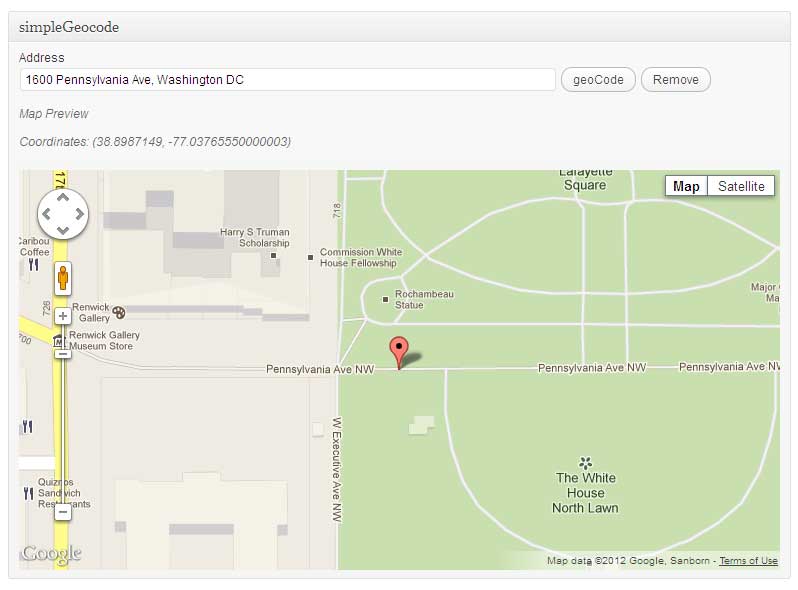 simpleGeocode
Address
1600 Pennsylvania Ave, Washington DC
geoCode
Remove
Map Preview
Coordinates: (38.8987149, -77.03765550000003)
Lafayette
Square
Map
Satellite
718
Harry S Truman
Scholarship
Commission White
House Fellowship
Caribou
Coffee
Rochambeau
Statue
Major
Ma
726
Renwick
Gallery
Renwick Gallery
Museum Store
700
Pennsylvania Ave NW
Pennsylvania Ave NW
Pennsylvania Ave NW
W Executive Ave NW
The White
House
North Lawn
Quiznos
Sandwich
Restaurants
Google
Map data ©2012 Google, Sanborn - Terms of Use